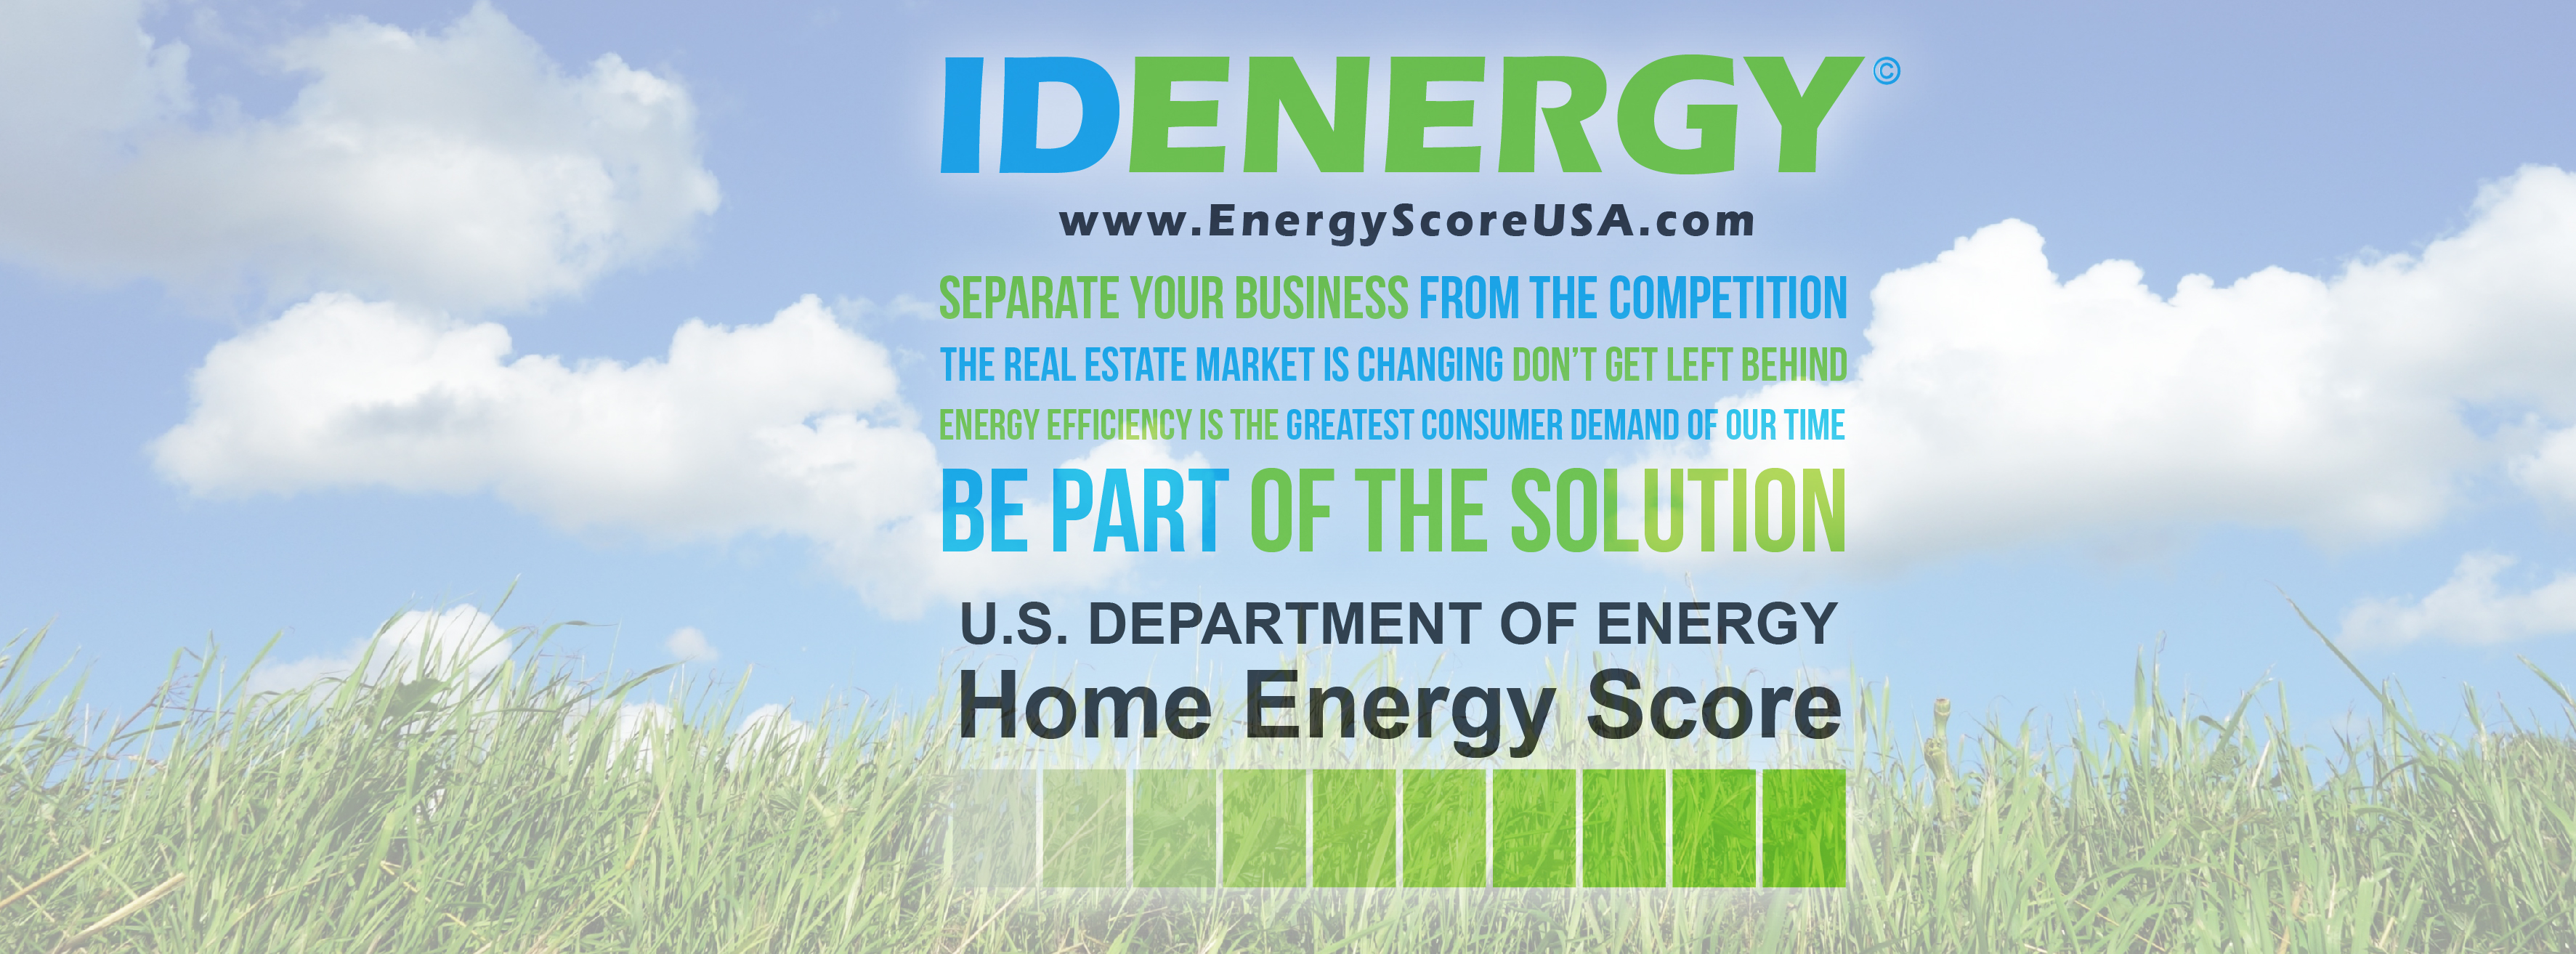 IDENERGY©
www.EnergyScoreUSA.com
SEPARATE YOUR BUSINESS FROM THE COMPETITION
THE REAL ESTATE MARKET IS CHANGING DON'T GET LEFT BEHIND
ENERGY EFFICIENCY IS THE GREATEST CONSUMER DEMAND OF OUR TIME
BE PART OF THE SOLUTION
U.S. DEPARTMENT OF ENERGY
Home Energy Score